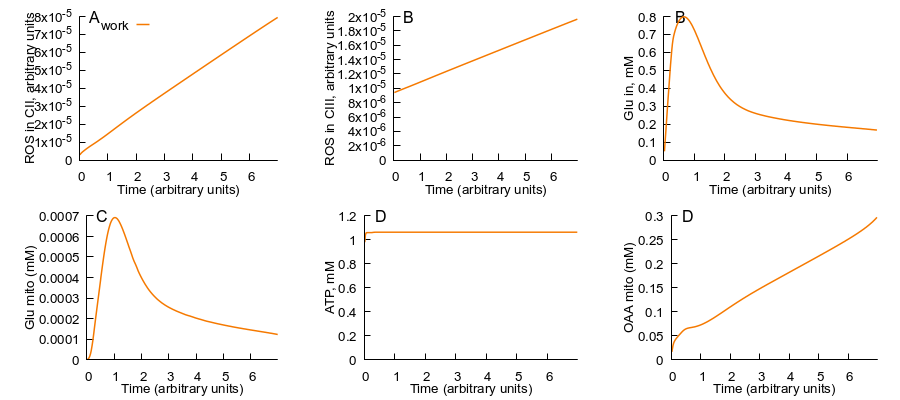 A
work
ROS in CII, arbitrary units
8x10-5
7x10-5
6x10-5
5x10-5
4x10-5
3x10-5
2x10-5
1x10-5
0
0 1 2 3 4 5 6
Time (arbitrary units)
B
ROS in CIII, arbitrary units
2x10-5
1.8x10-5
1.6x10-5
1.4x10-5
1.2x10-5
1x10-5
8x10-6
6x10-6
4x10-6
2x10-6
0
0 1 2 3 4 5 6
Time (arbitrary units)
B
Glu in, mM
0.8
0.7
0.6
0.5
0.4
0.3
0.2
0.1
0
0 1 2 3 4 5 6
Time (arbitrary units)
C
Glu mito (mM)
0.0007
0.0006
0.0005
0.0004
0.0003
0.0002
0.0001
0
0 1 2 3 4 5 6
Time (arbitrary units)
D
ATP, mM
1.2
1
0.8
0.6
0.4
0.2
0
0 1 2 3 4 5 6
Time (arbitrary units)
D
OAA mito (mM)
0.3
0.25
0.2
0.15
0.1
0.05
0
0 1 2 3 4 5 6
Time (arbitrary units)